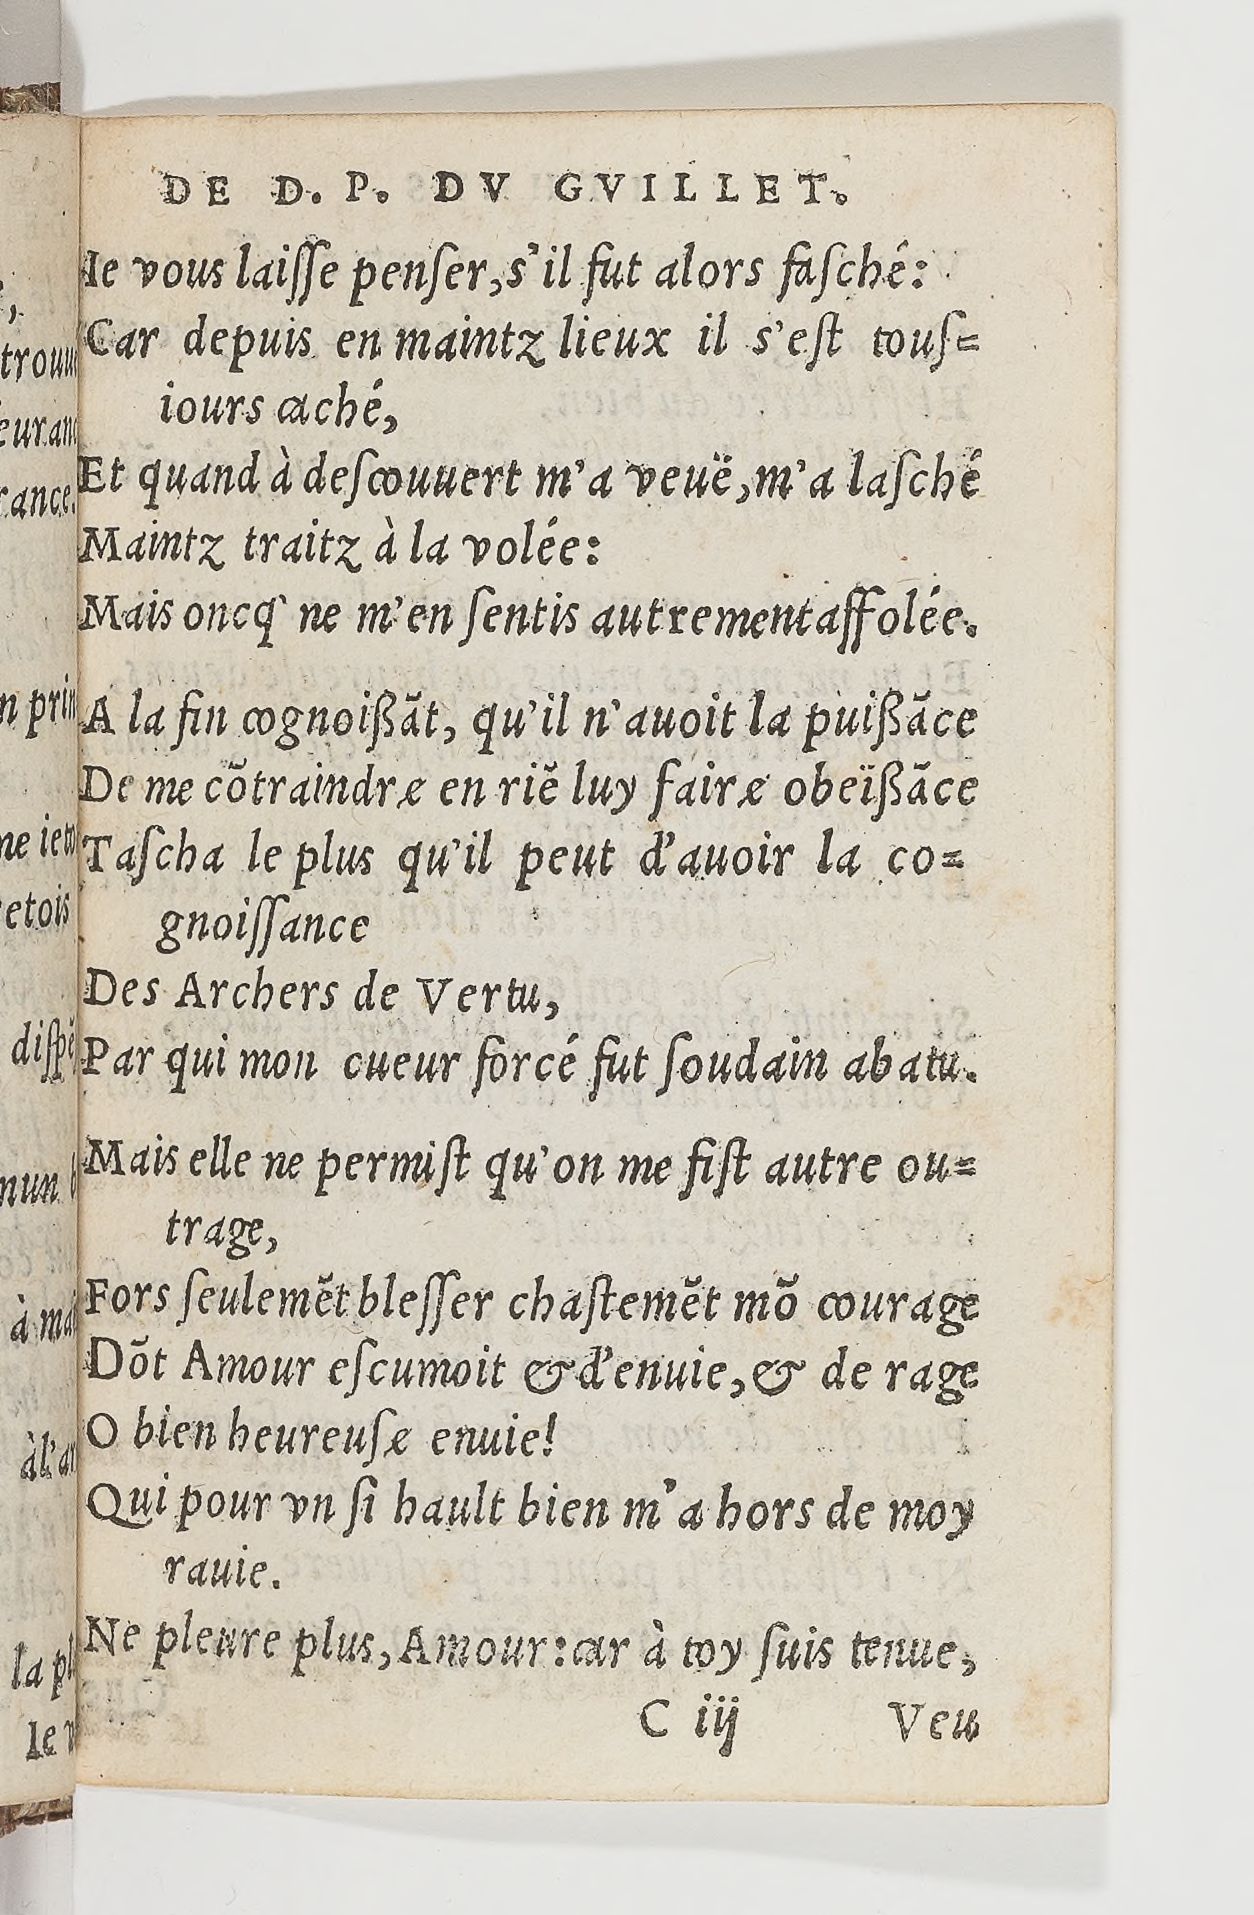 DE D. P. DV GVILLET.
Ie vous laiſſe penſer, s'il fut alors faſché:
Car depuis en maintz lieux il s'eſt touſ=
iours caché,
Et quand à deſcouuert m'a veuë, m'a laſché
Maintz traitz à la volée:
Mais oncq' ne m'en ſentis autrement affolée.
A la fin cognoißãt, qu'il n'auoit la puißãce
De me cõtraindre en riẽ luy faire obeïßãce
Taſcha le plus qu'il peut d'auoir la co=
gnoiſſance
Des Archers de Vertu,
Par qui mon cueur forcé fut ſoudain abatu.
Mais elle ne permiſt qu'on me fiſt autre ou=
trage,
Fors ſeulemẽt bleſſer chaſtemẽt mõ courage
Dõt Amour eſcumoit & d'enuie, & de rage
O bien heureuſe enuie!
Qui pour vn ſi hault bien m'a hors de moy
rauie.
Ne pleure plus, Amour: car à toy ſuis tenue,
C iij Veu